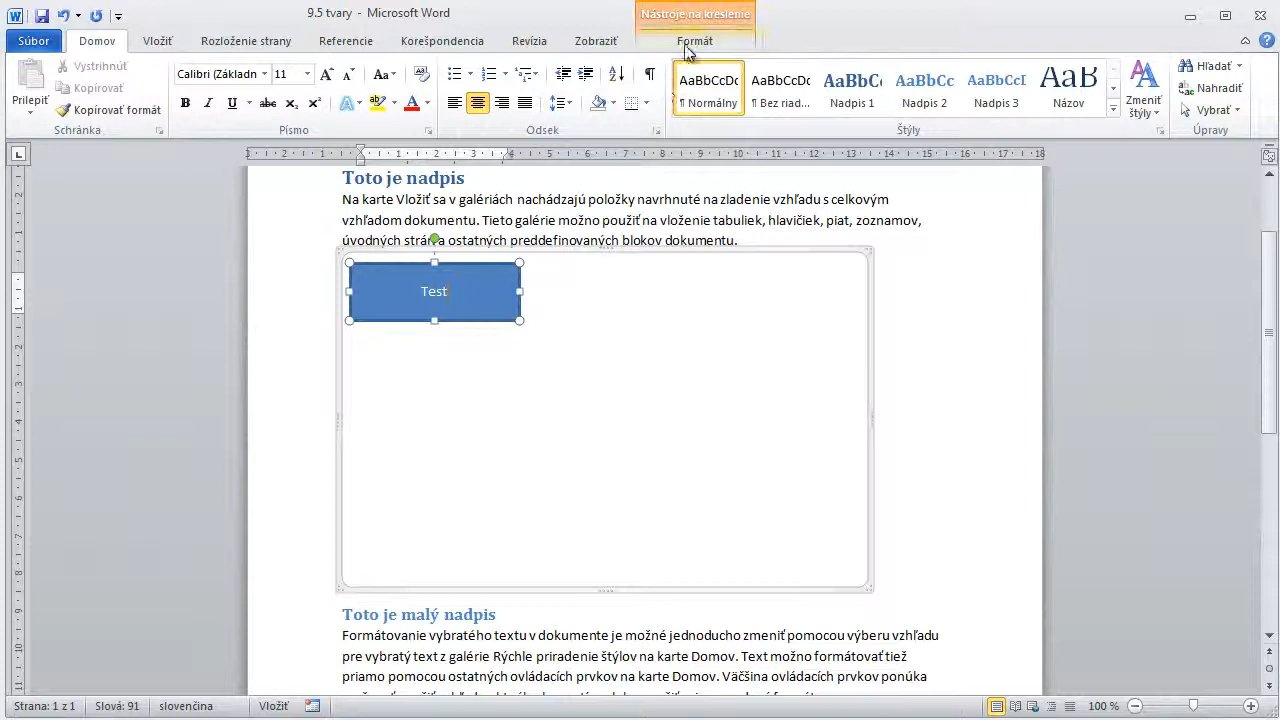 9.5 tvary - Microsoft Word
Nástroje na kreslenie
Súbor Domov Vložiť Rozloženie strany Referencie Korešpondencia Revízia Zobraziť Formát
Prilepiť
Vystrihnúť
Kopírovať
Kopírovať formát
Schránka
Calibri (Základn 11
Písmo
Odsek
AaBbCcDc AaBbCcDc AaBbC AaBbCc AaBbCcI AaB
¶ Normálny ¶ Bez riad... Nadpis 1 Nadpis 2 Nadpis 3 Názov
Zmeniť
štýly
Štýly
Hľadať
Nahradiť
Vybrať
Úpravy
Toto je nadpis
Na karte Vložiť sa v galériách nachádzajú položky navrhnuté na zladenie vzhľadu s celkovým
vzhľadom dokumentu. Tieto galérie možno použiť na vloženie tabuliek, hlavičiek, piat, zoznamov,
úvodných strán a ostatných preddefinovaných blokov dokumentu.
Test
Toto je malý nadpis
Formátovanie vybratého textu v dokumente je možné jednoducho zmeniť pomocou výberu vzhľadu
pre vybratý text z galérie Rýchle priradenie štýlov na karte Domov. Text možno formátovať tiež
priamo pomocou ostatných ovládacích prvkov na karte Domov. Väčšina ovládacích prvkov ponúka
Strana: 1 z 1 Slová: 91 slovenčina Vložiť 100 %